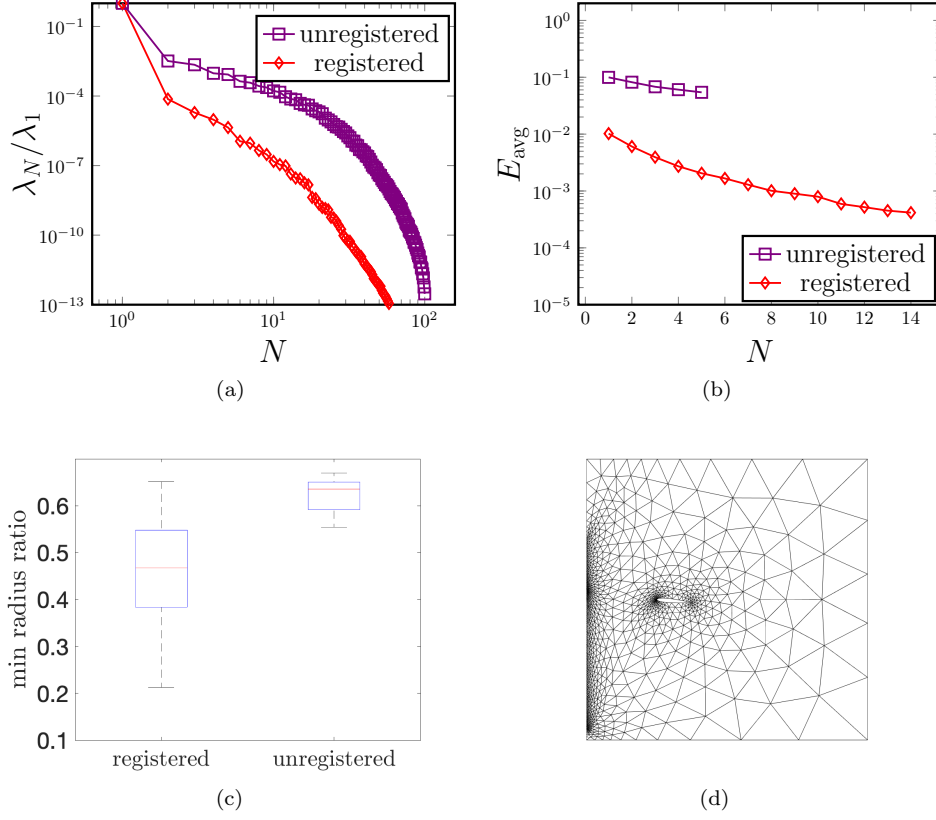 10^{-1}
10^{-4}
10^{-7}
10^{-10}
10^{-13}
λ_N/λ_1
unregistered
registered
10^0
10^1
10^2
N
(a)
10^0
10^{-1}
10^{-2}
10^{-3}
10^{-4}
10^{-5}
E_avg
unregistered
registered
0 2 4 6 8 10 12 14
N
(b)
0.6
0.5
0.4
0.3
0.2
0.1
min radius ratio
registered unregistered
(c)
(d)